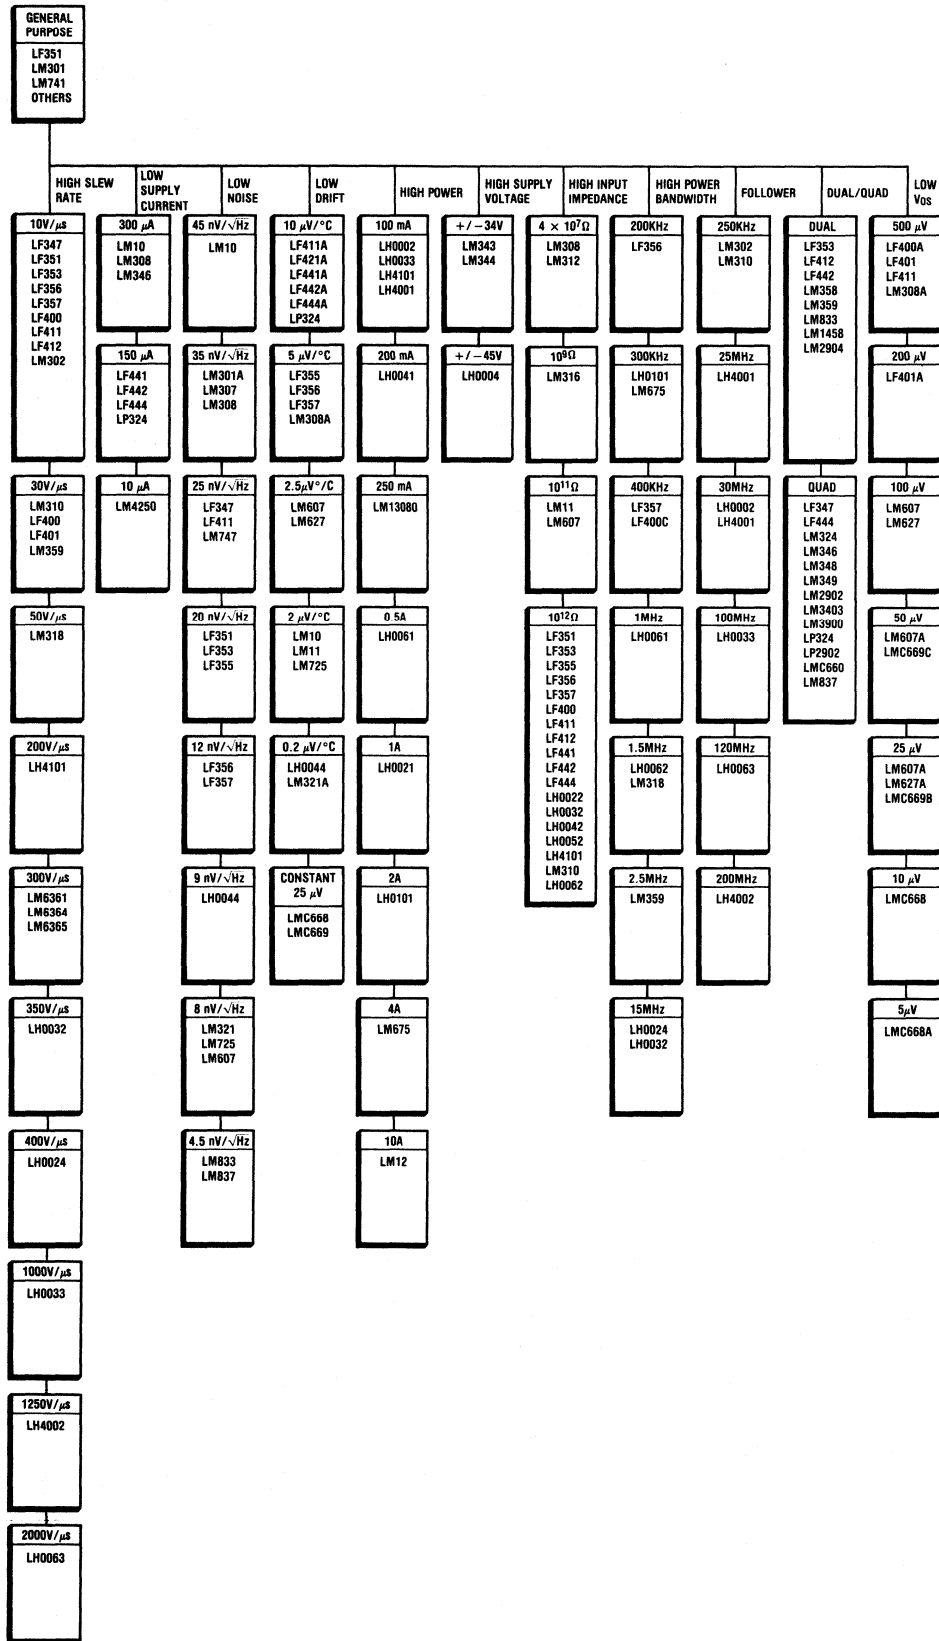 GENERAL
PURPOSE
LF351
LM301
LM741
OTHERS
HIGH SLEW
RATE
10V/μs
LF347
LF351
LF353
LF356
LF357
LF400
LF411
LF412
LM302
30V/μs
LM310
LF400
LF401
LM359
50V/μs
LM318
200V/μs
LH4101
300V/μs
LM6361
LM6364
LM6365
350V/μs
LH0032
400V/μs
LH0024
1000V/μs
LH0033
1250V/μs
LH4002
2000V/μs
LH0063
LOW
SUPPLY
CURRENT
300 μA
LM10
LM308
LM346
150 μA
LF441
LF442
LF444
LP324
10 μA
LM4250
LOW
NOISE
45 nV/√Hz
LM10
35 nV/√Hz
LM301A
LM307
LM308
25 nV/√Hz
LF347
LF411
LM747
20 nV/√Hz
LF351
LF353
LF355
12 nV/√Hz
LF356
LF357
9 nV/√Hz
LH0044
8 nV/√Hz
LM321
LM725
LM607
4.5 nV/√Hz
LM833
LM837
LOW
DRIFT
10 μV/°C
LF411A
LF421A
LF441A
LF442A
LF444A
LP324
5 μV/°C
LF355
LF356
LF357
LM308A
2.5μV°/C
LM607
LM627
2 μV/°C
LM10
LM11
LM725
0.2 μV/°C
LH0044
LM321A
CONSTANT
25 μV
LMC668
LMC669
HIGH POWER
100 mA
LH0002
LH0033
LH4101
LH4001
200 mA
LH0041
250 mA
LM13080
0.5A
LH0061
1A
LH0021
2A
LH0101
4A
LM675
10A
LM12
HIGH SUPPLY
VOLTAGE
+/−34V
LM343
LM344
+/−45V
LH0004
HIGH INPUT
IMPEDANCE
4 × 10⁷Ω
LM308
LM312
10⁹Ω
LM316
10¹¹Ω
LM11
LM607
10¹²Ω
LF351
LF353
LF355
LF356
LF357
LF400
LF411
LF412
LF441
LF442
LF444
LH0022
LH0032
LH0042
LH0052
LH4101
LM310
LH0062
HIGH POWER
BANDWIDTH
200KHz
LF356
300KHz
LH0101
LM675
400KHz
LF357
LF400C
1MHz
LH0061
1.5MHz
LH0062
LM318
2.5MHz
LM359
15MHz
LH0024
LH0032
FOLLOWER
250KHz
LM302
LM310
25MHz
LH4001
30MHz
LH0002
LH4001
100MHz
LH0033
120MHz
LH0063
200MHz
LH4002
DUAL/QUAD
DUAL
LF353
LF412
LF442
LM358
LM359
LM833
LM1458
LM2904
QUAD
LF347
LF444
LM324
LM346
LM348
LM349
LM2902
LM3403
LM3900
LP324
LP2902
LMC660
LM837
LOW
VOS
500 μV
LF400A
LF401
LF411
LM308A
200 μV
LF401A
100 μV
LM607
LM627
50 μV
LM607A
LMC669C
25 μV
LM607A
LM627A
LMC669B
10 μV
LMC668
5μV
LMC668A